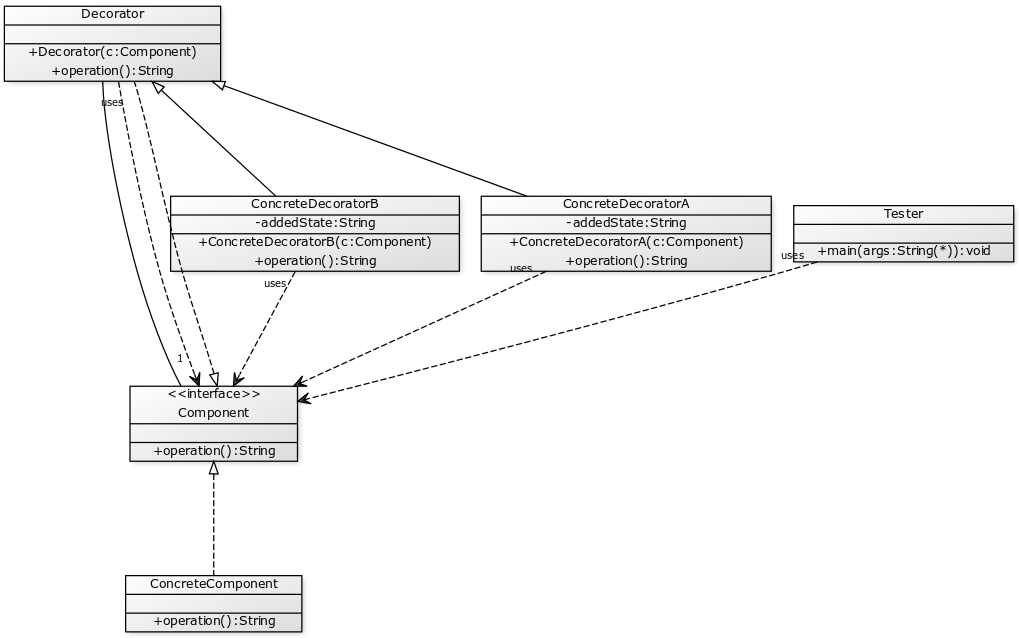 Decorator
+Decorator(c:Component)
+operation():String
uses
ConcreteDecoratorB
-addedState:String
+ConcreteDecoratorB(c:Component)
+operation():String
uses
ConcreteDecoratorA
-addedState:String
+ConcreteDecoratorA(c:Component)
+operation():String
uses
Tester
+main(args:String(*)):void
uses
1
<<interface>>
Component
+operation():String
ConcreteComponent
+operation():String